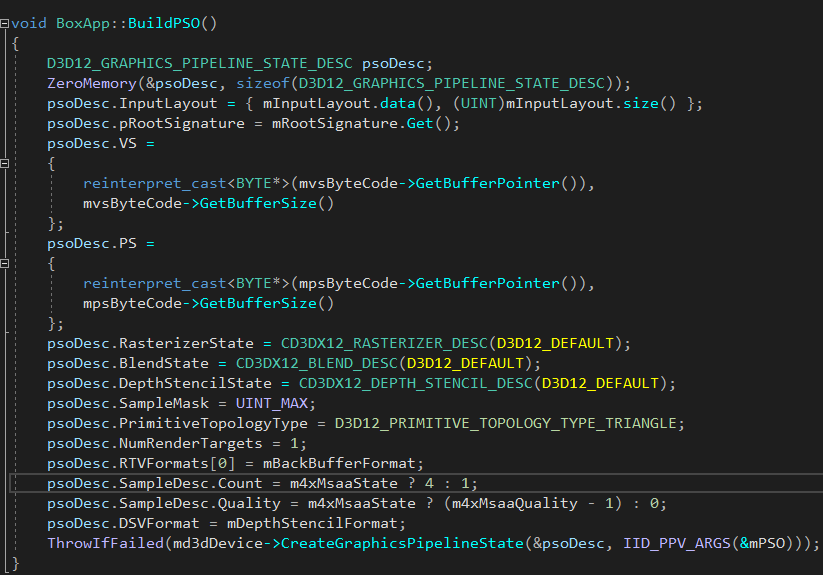 void BoxApp::BuildPSO()
{
    D3D12_GRAPHICS_PIPELINE_STATE_DESC psoDesc;
    ZeroMemory(&psoDesc, sizeof(D3D12_GRAPHICS_PIPELINE_STATE_DESC));
    psoDesc.InputLayout = { mInputLayout.data(), (UINT)mInputLayout.size() };
    psoDesc.pRootSignature = mRootSignature.Get();
    psoDesc.VS =
    {
        reinterpret_cast<BYTE*>(mvsByteCode->GetBufferPointer()),
        mvsByteCode->GetBufferSize()
    };
    psoDesc.PS =
    {
        reinterpret_cast<BYTE*>(mpsByteCode->GetBufferPointer()),
        mpsByteCode->GetBufferSize()
    };
    psoDesc.RasterizerState = CD3DX12_RASTERIZER_DESC(D3D12_DEFAULT);
    psoDesc.BlendState = CD3DX12_BLEND_DESC(D3D12_DEFAULT);
    psoDesc.DepthStencilState = CD3DX12_DEPTH_STENCIL_DESC(D3D12_DEFAULT);
    psoDesc.SampleMask = UINT_MAX;
    psoDesc.PrimitiveTopologyType = D3D12_PRIMITIVE_TOPOLOGY_TYPE_TRIANGLE;
    psoDesc.NumRenderTargets = 1;
    psoDesc.RTVFormats[0] = mBackBufferFormat;
    psoDesc.SampleDesc.Count = m4xMsaaState ? 4 : 1;
    psoDesc.SampleDesc.Quality = m4xMsaaState ? (m4xMsaaQuality - 1) : 0;
    psoDesc.DSVFormat = mDepthStencilFormat;
    ThrowIfFailed(md3dDevice->CreateGraphicsPipelineState(&psoDesc, IID_PPV_ARGS(&mPSO)));
}